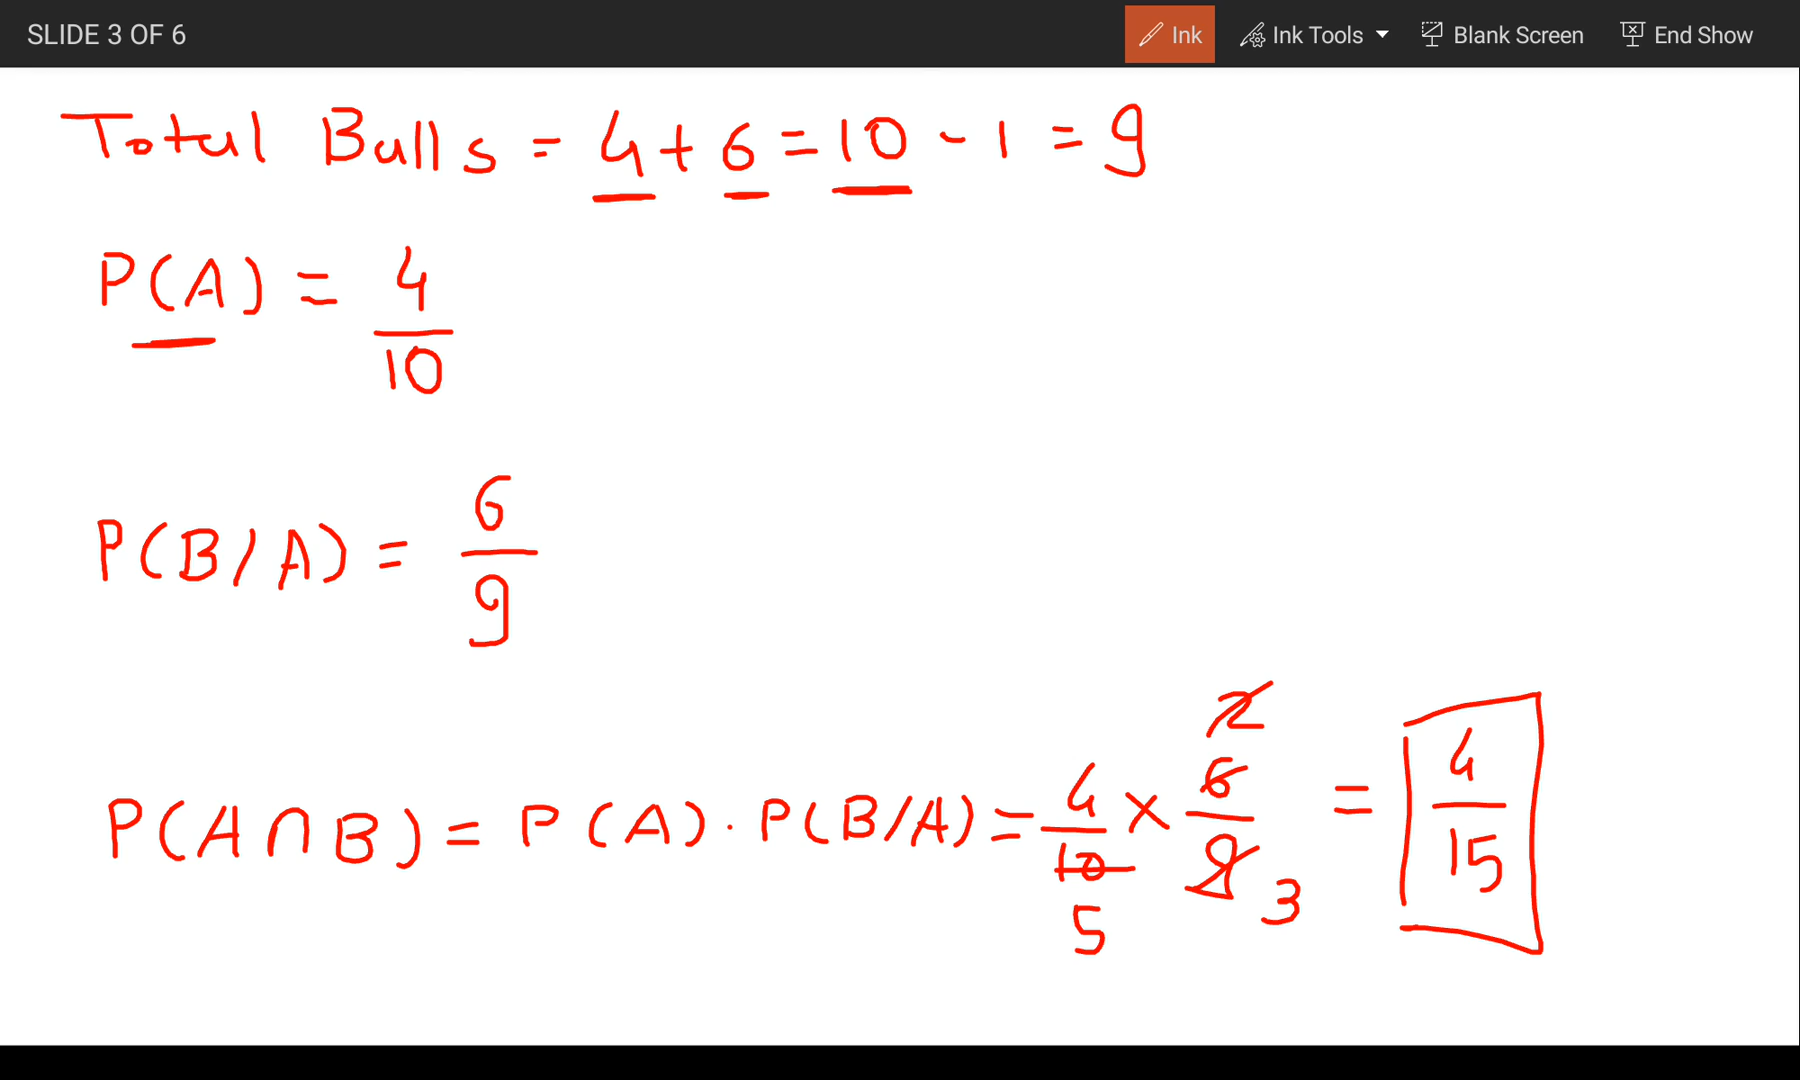 SLIDE 3 OF 6 Ink Ink Tools Blank Screen End Show
Total Balls = 4 + 6 = 10 - 1 = 9
P(A) = 4/10
P(B/A) = 6/9
P(A∩B) = P(A) · P(B/A) = 4/10 × 6/9 = 4/15
2
5 3